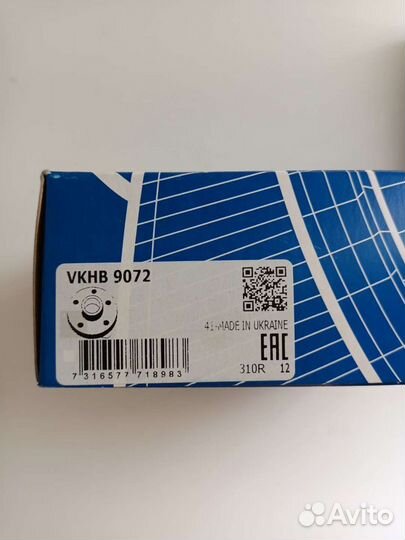 VKHB 9072
41-MADE IN UKRAINE
EAC
7 316577 718983
310R 12
Avito